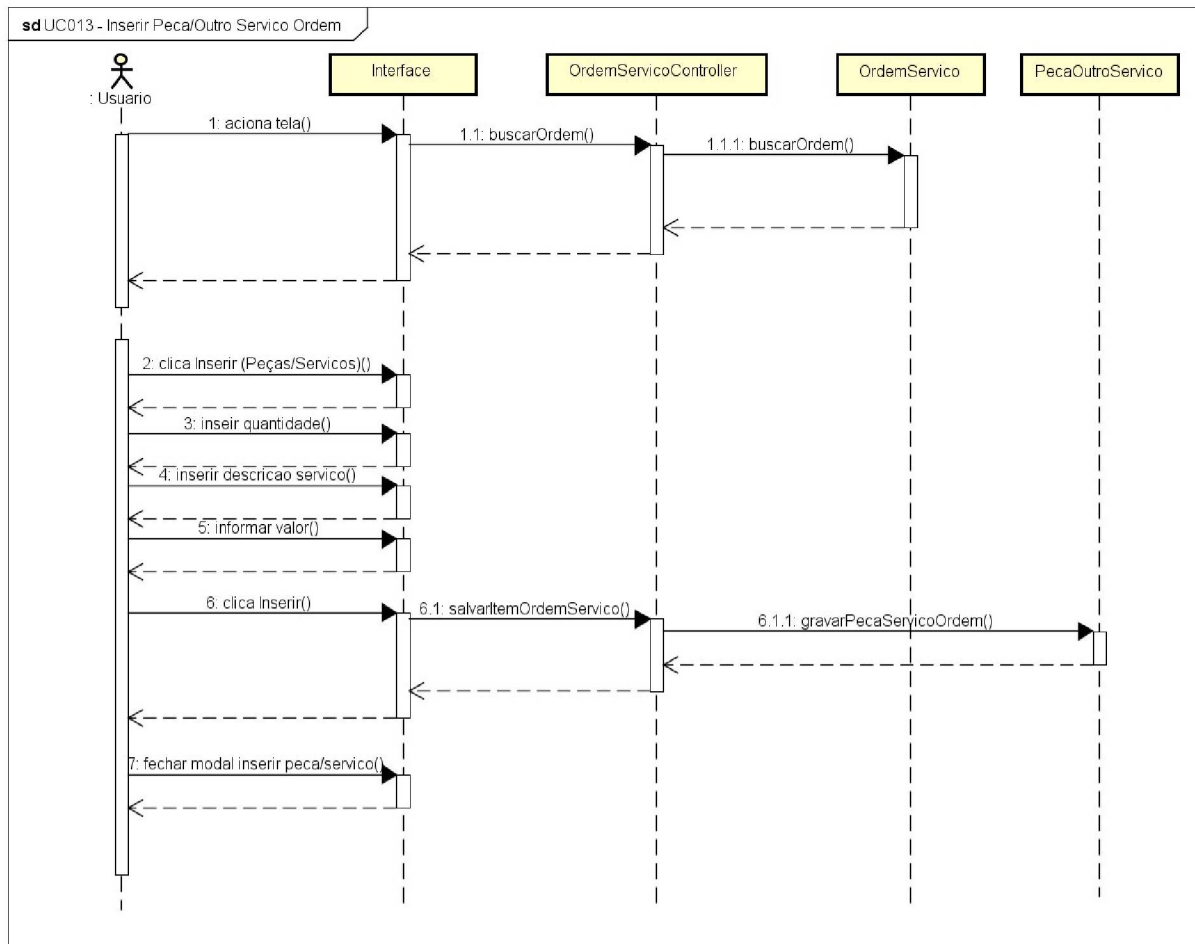 sd UC013 - Inserir Peca/Outro Servico Ordem
Interface
OrdemServicoController
OrdemServico
PecaOutroServico
: Usuario
1: aciona tela()
1.1: buscarOrdem()
1.1.1: buscarOrdem()
2: clica Inserir (Peças/Servicos)()
3: inseir quantidade()
4: inserir descricao servico()
5: informar valor()
6: clica Inserir()
6.1: salvarItemOrdemServico()
6.1.1: gravarPecaServicoOrdem()
7: fechar modal inserir peca/servico()